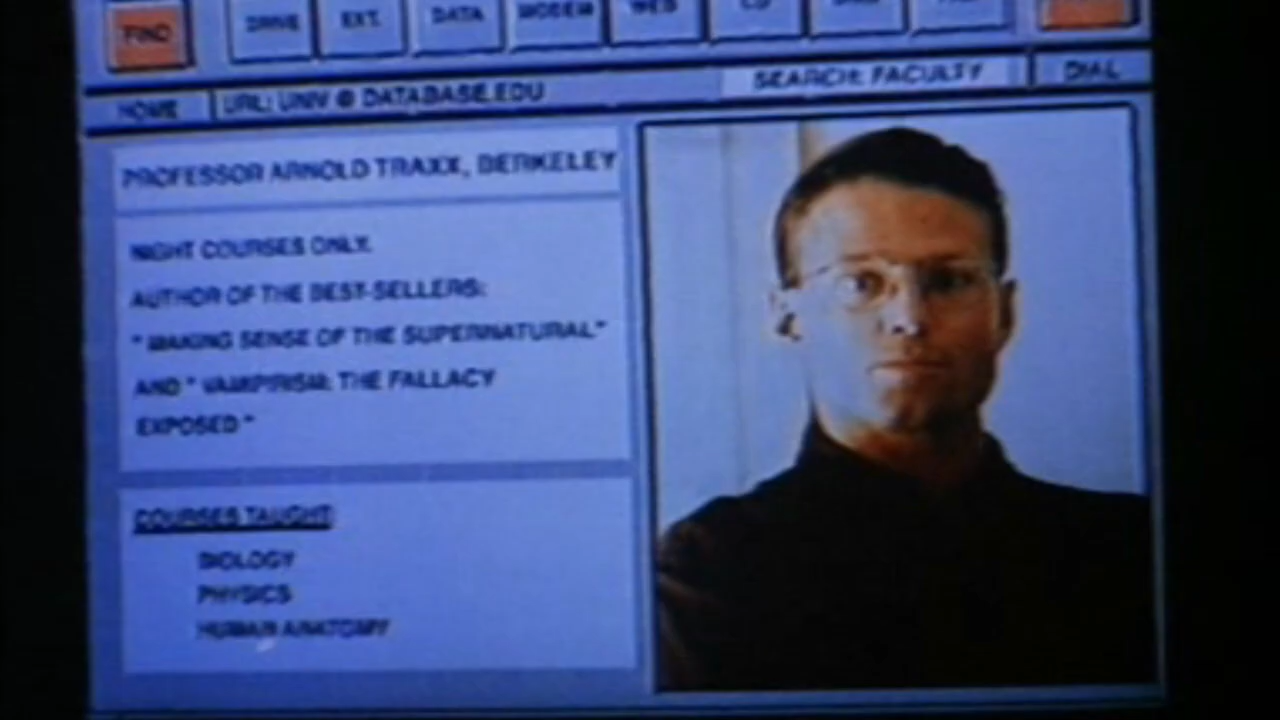 FIND
DRIVE EXT. DATA MODEM WEB CD
SEARCH: FACULTY DIAL
HOME URL: UNIV @ DATABASE.EDU
PROFESSOR ARNOLD TRAXX, BERKELEY
NIGHT COURSES ONLY.
AUTHOR OF THE BEST-SELLERS:
" MAKING SENSE OF THE SUPERNATURAL"
AND " VAMPIRISM: THE FALLACY
EXPOSED "
COURSES TAUGHT:
BIOLOGY
PHYSICS
HUMAN ANATOMY